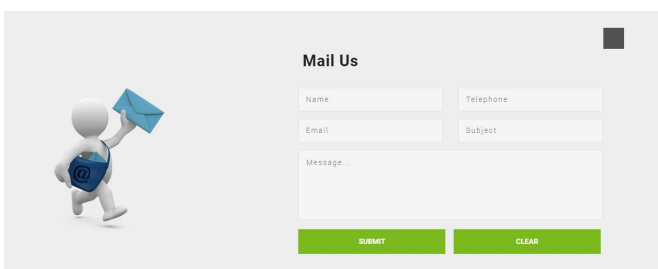 Mail Us
Name
Telephone
Email
Subject
Message...
@
SUBMIT
CLEAR